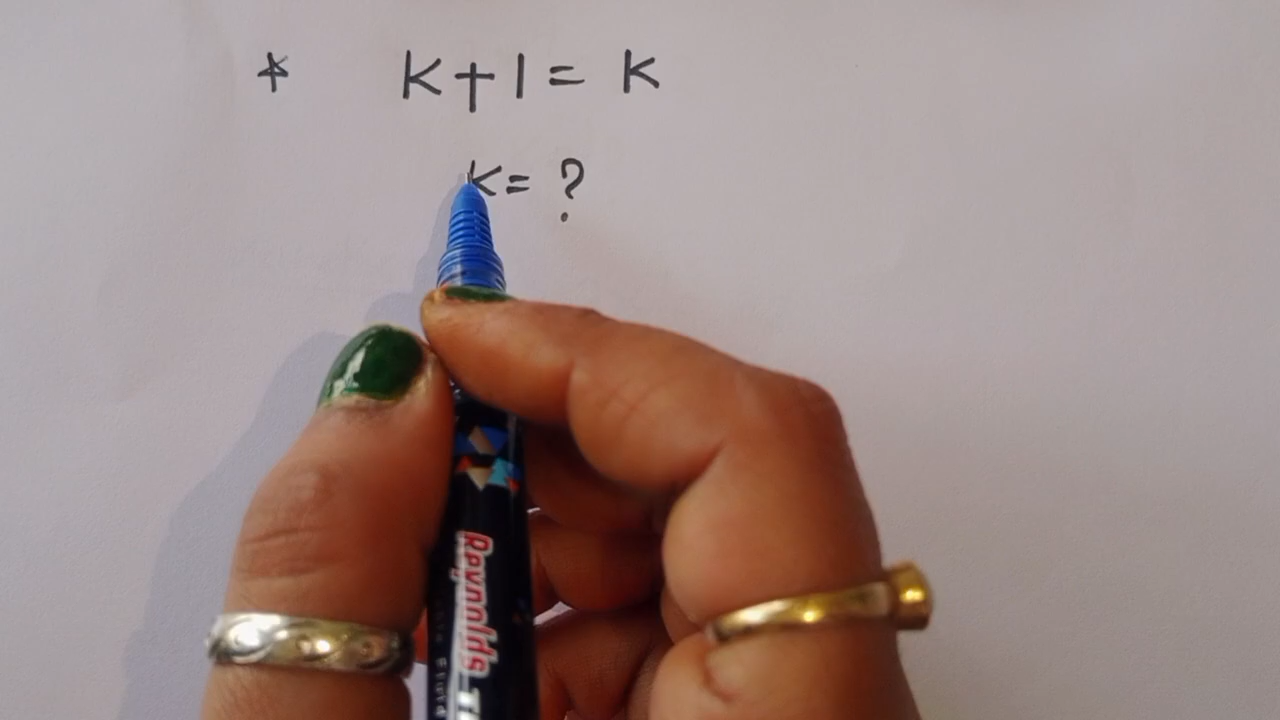 * K+1= K
K= ?
Reynolds